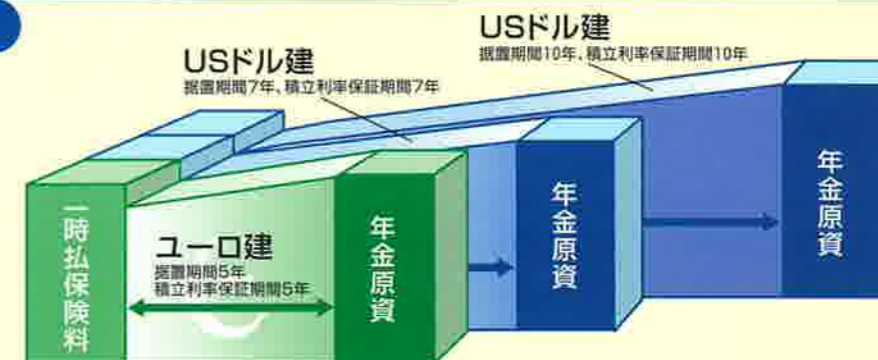 USドル建
据置期間10年、積立利率保証期間10年
USドル建
据置期間7年、積立利率保証期間7年
一時払保険料
ユーロ建
据置期間5年
積立利率保証期間5年
年金原資
年金原資
年金原資